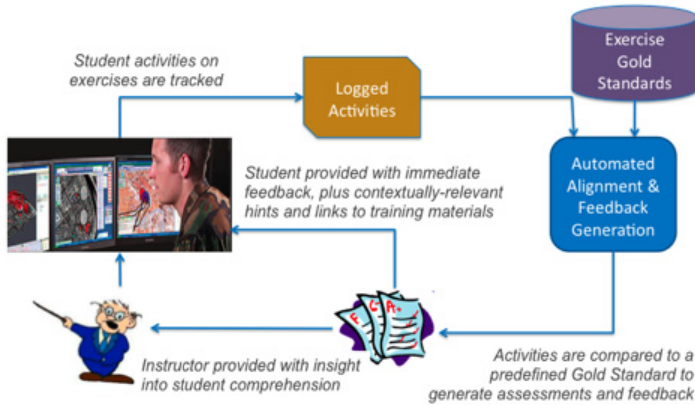 Student activities on
exercises are tracked
Logged
Activities
Exercise
Gold
Standards
Student provided with immediate
feedback, plus contextually-relevant
hints and links to training materials
Automated
Alignment &
Feedback
Generation
F
C-
A+
Instructor provided with insight
into student comprehension
Activities are compared to a
predefined Gold Standard to
generate assessments and feedback